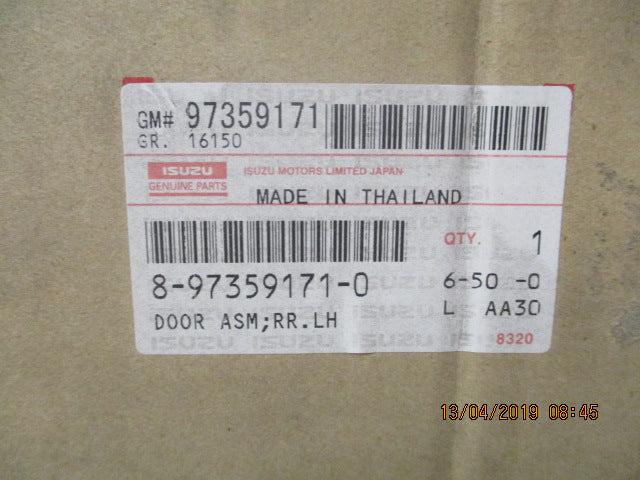 GM# 97359171
GR. 16150
ISUZU
GENUINE PARTS
ISUZU MOTORS LIMITED JAPAN
MADE IN THAILAND
QTY. 1
8-97359171-0
6-50 -0
DOOR ASM;RR.LH
L AA30
8320
13/04/2019 08:45